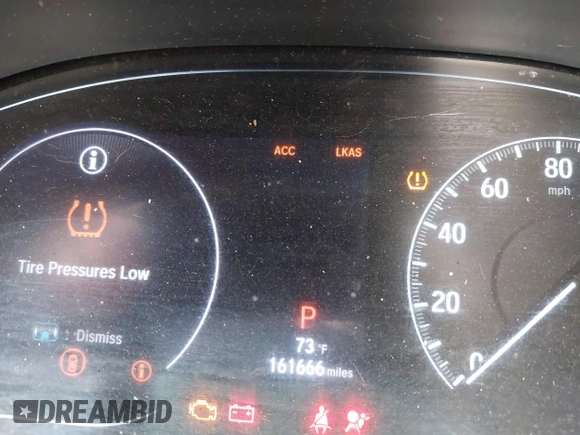 ACC LKAS
80
mph
60
40
20
0
Tire Pressures Low
: Dismiss
P
73 °F
161666 miles
DREAMBID